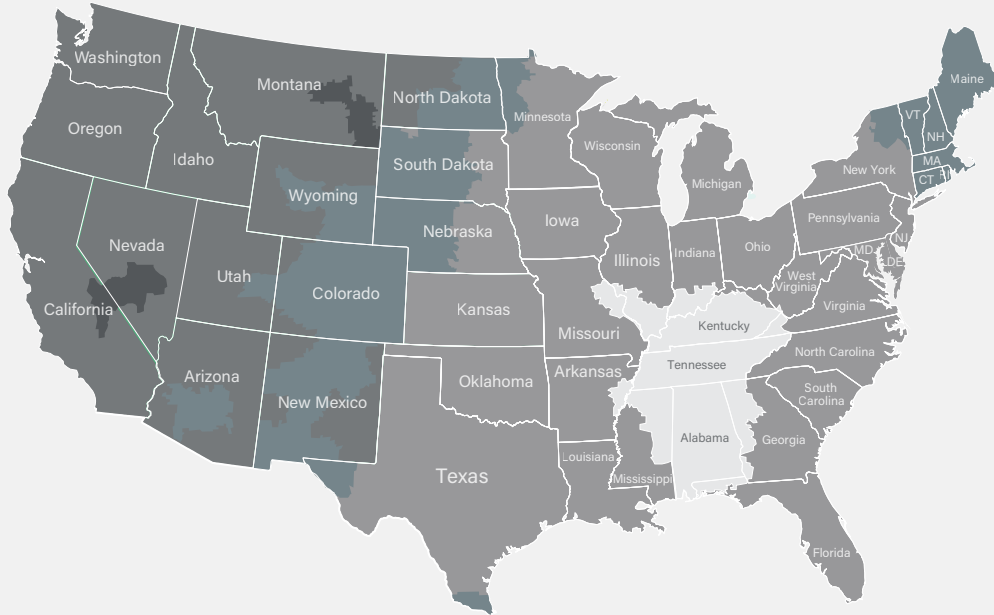 Washington
Montana
North Dakota
Minnesota
Maine
VT
NH
Oregon
Idaho
South Dakota
Wisconsin
Michigan
New York
MA
CT
RI
Wyoming
Nebraska
Iowa
Illinois
Indiana
Ohio
Pennsylvania
NJ
MD
DE
Nevada
Utah
Colorado
Kansas
Missouri
West
Virginia
Virginia
California
Kentucky
Tennessee
North Carolina
Arizona
New Mexico
Oklahoma
Arkansas
South
Carolina
Texas
Louisiana
Mississippi
Alabama
Georgia
Florida